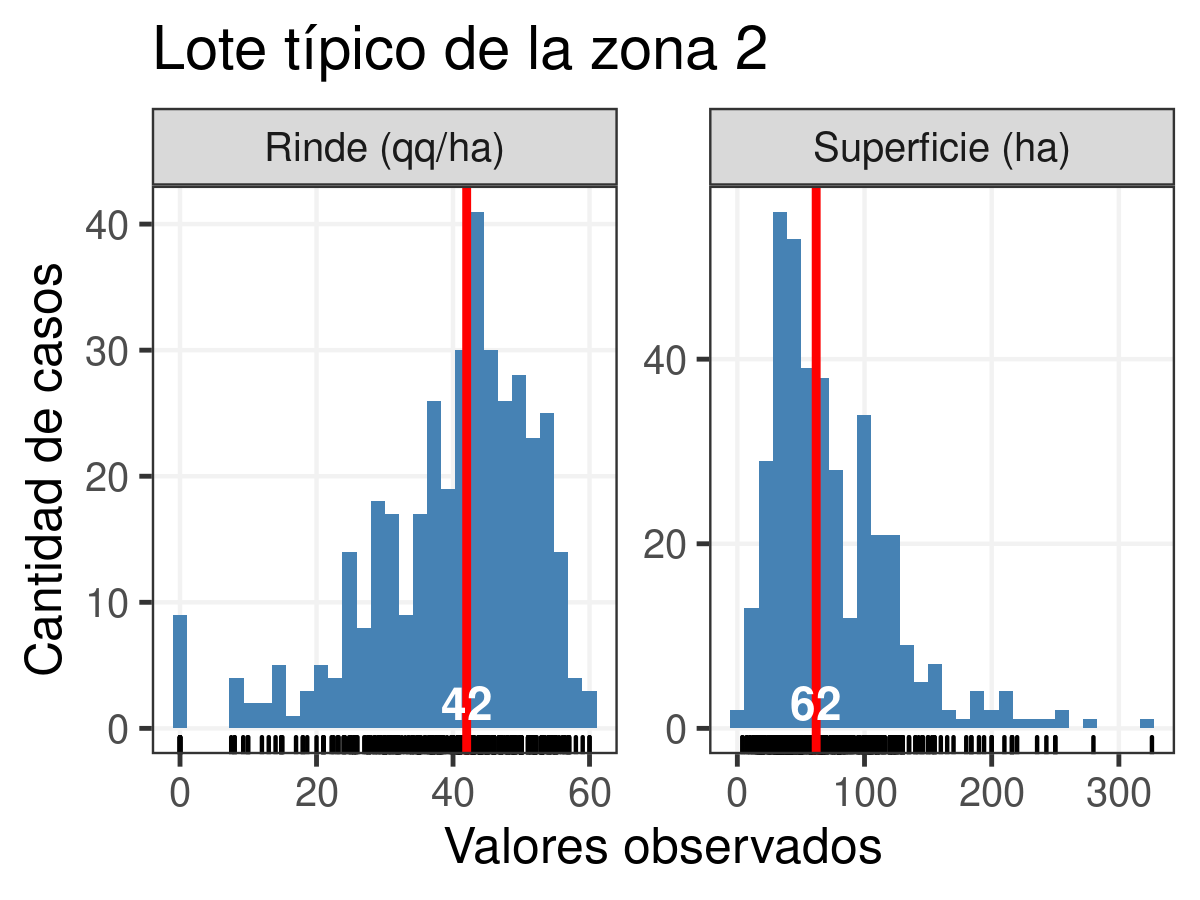 Lote típico de la zona 2
Rinde (qq/ha)
Superficie (ha)
Cantidad de casos
40
30
20
10
0
42
0 20 40 60
40
20
0
62
0 100 200 300
Valores observados